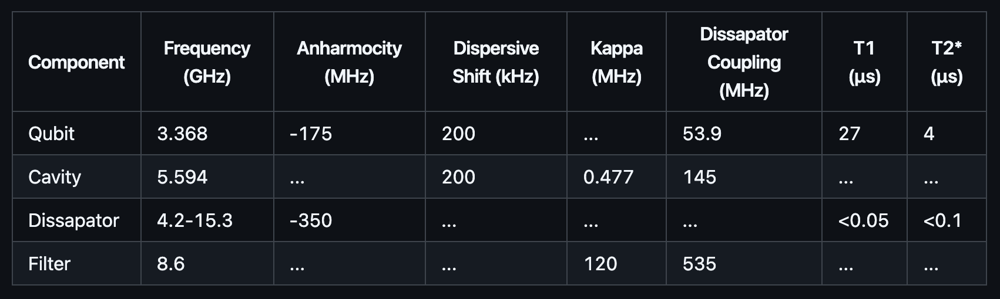 Component Frequency (GHz) Anharmocity (MHz) Dispersive Shift (kHz) Kappa (MHz) Dissapator Coupling (MHz) T1 (µs) T2* (µs)
Qubit 3.368 -175 200 ... 53.9 27 4
Cavity 5.594 ... 200 0.477 145 ... ...
Dissapator 4.2-15.3 -350 ... ... ... <0.05 <0.1
Filter 8.6 ... ... 120 535 ... ...